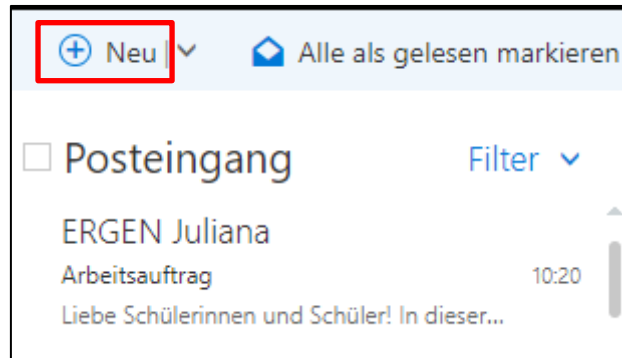 Neu Alle als gelesen markieren
Posteingang Filter
ERGEN Juliana
Arbeitsauftrag 10:20
Liebe Schülerinnen und Schüler! In dieser...